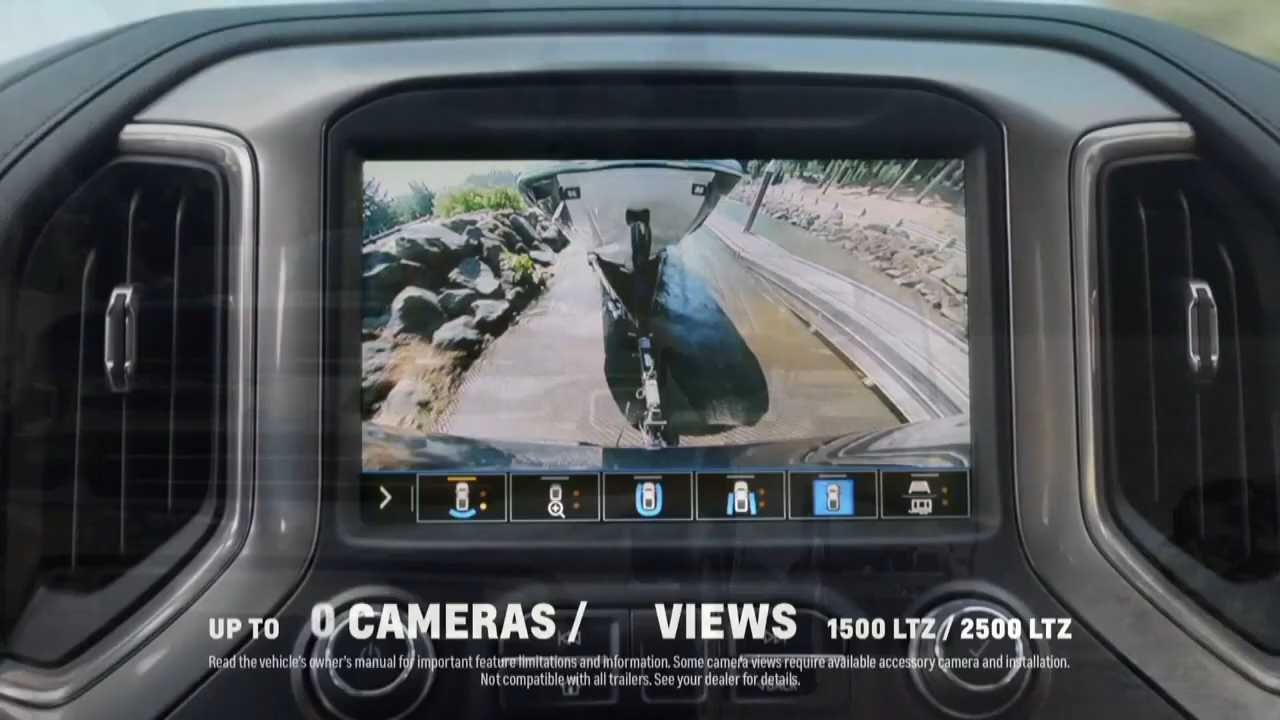 UP TO 0 CAMERAS / VIEWS 1500 LTZ / 2500 LTZ
Read the vehicle's owner's manual for important feature limitations and information. Some camera views require available accessory camera and installation.
Not compatible with all trailers. See your dealer for details.
BACK